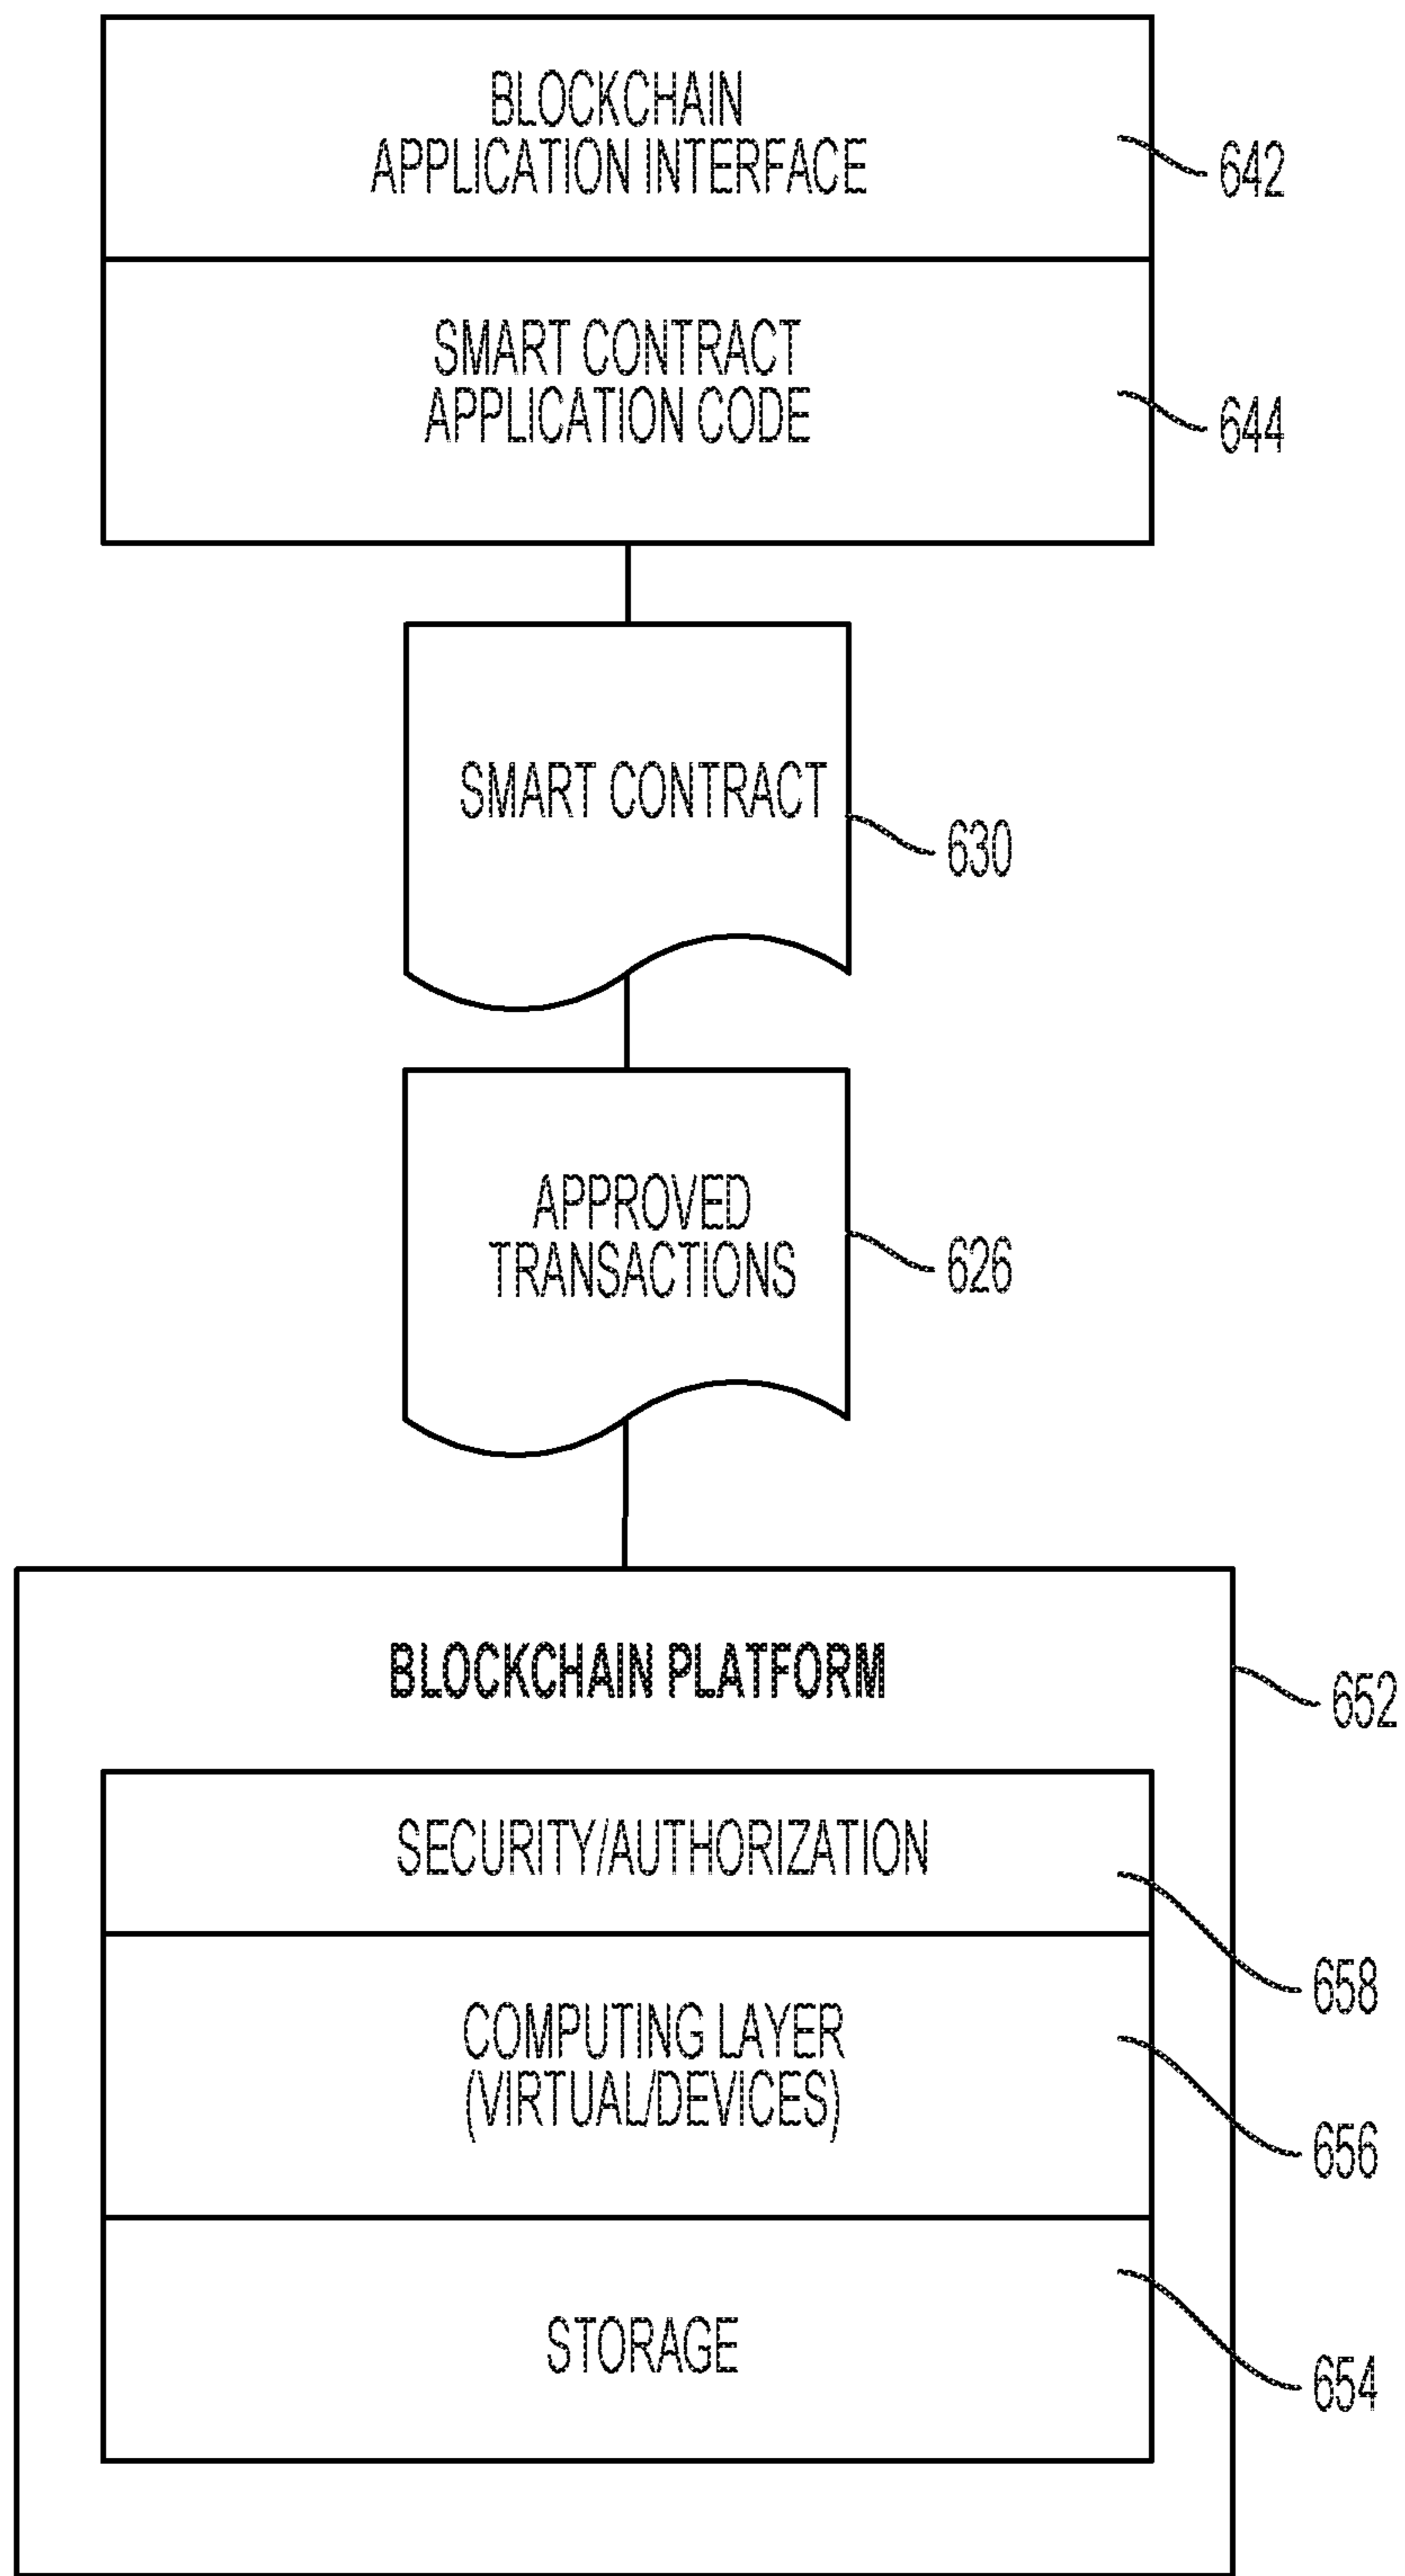 BLOCKCHAIN
APPLICATION INTERFACE
642
SMART CONTRACT
APPLICATION CODE
644
SMART CONTRACT
630
APPROVED
TRANSACTIONS
626
BLOCKCHAIN PLATFORM
652
SECURITY/AUTHORIZATION
658
COMPUTING LAYER
(VIRTUAL/DEVICES)
656
STORAGE
654